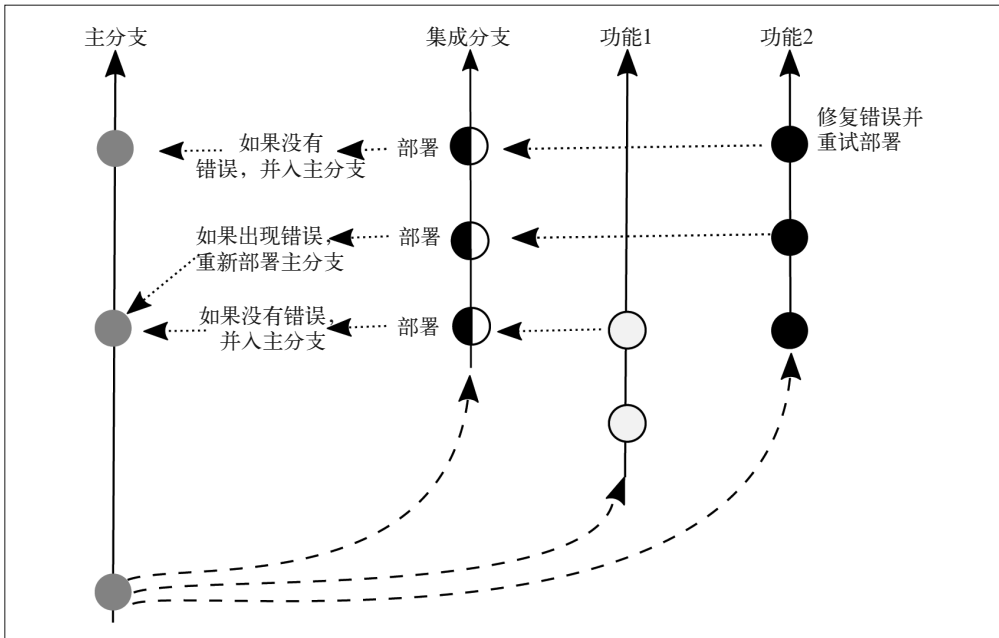 主分支
集成分支
功能1
功能2
修复错误并
重试部署
如果没有
错误，并入主分支
部署
如果出现错误，
重新部署主分支
部署
如果没有错误，
并入主分支
部署